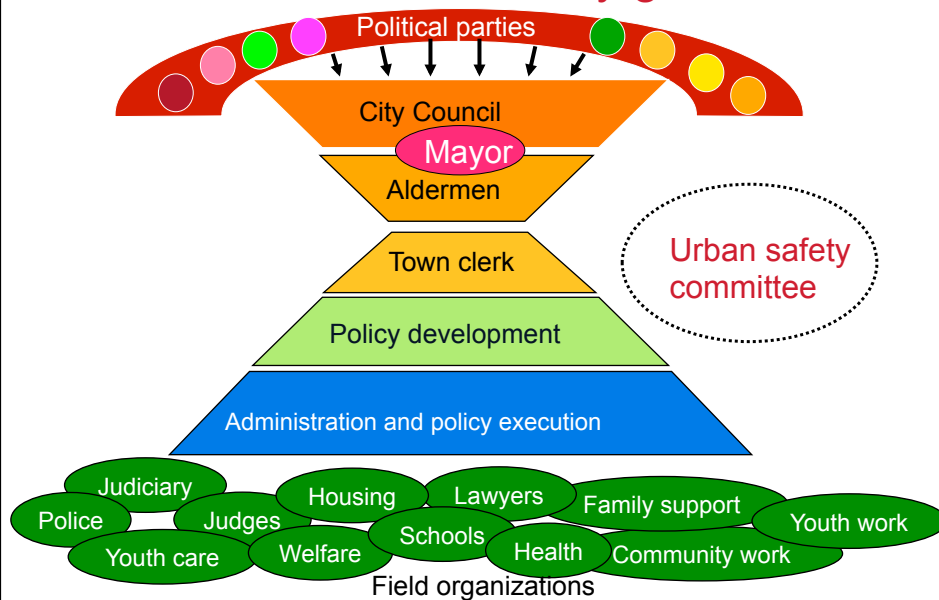 Political parties
City Council
Mayor
Aldermen
Town clerk
Urban safety
committee
Policy development
Administration and policy execution
Judiciary
Housing
Lawyers
Family support
Police
Judges
Schools
Youth work
Youth care
Welfare
Health
Community work
Field organizations